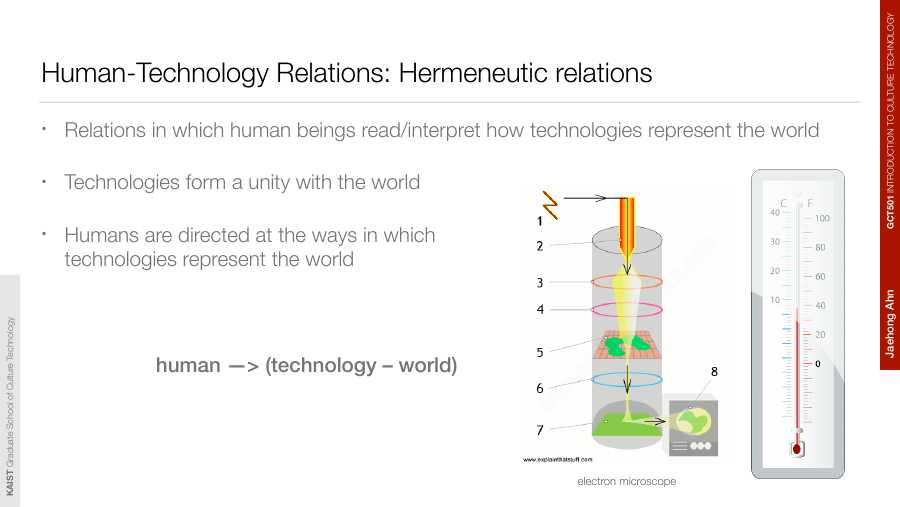 Human-Technology Relations: Hermeneutic relations
• Relations in which human beings read/interpret how technologies represent the world
• Technologies form a unity with the world
• Humans are directed at the ways in which
technologies represent the world
human —> (technology – world)
1
2
3
4
5
6
7
8
www.explainthatstuff.com
electron microscope
C F
40
100
30
80
20
60
10
40
20
0
GCT501 INTRODUCTION TO CULTURE TECHNOLOGY
Jaehong Ahn
KAIST Graduate School of Culture Technology